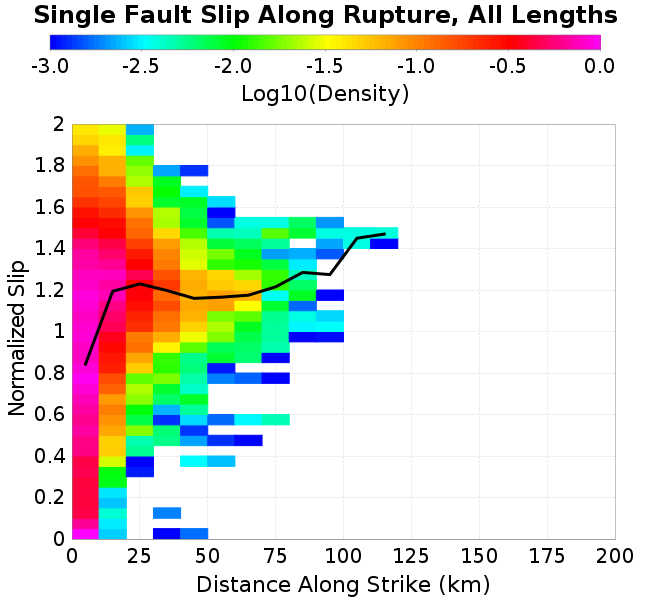 Single Fault Slip Along Rupture, All Lengths
-3.0 -2.5 -2.0 -1.5 -1.0 -0.5 0.0
Log10(Density)
2
1.8
1.6
1.4
1.2
1
0.8
0.6
0.4
0.2
0
Normalized Slip
0 25 50 75 100 125 150 175 200
Distance Along Strike (km)